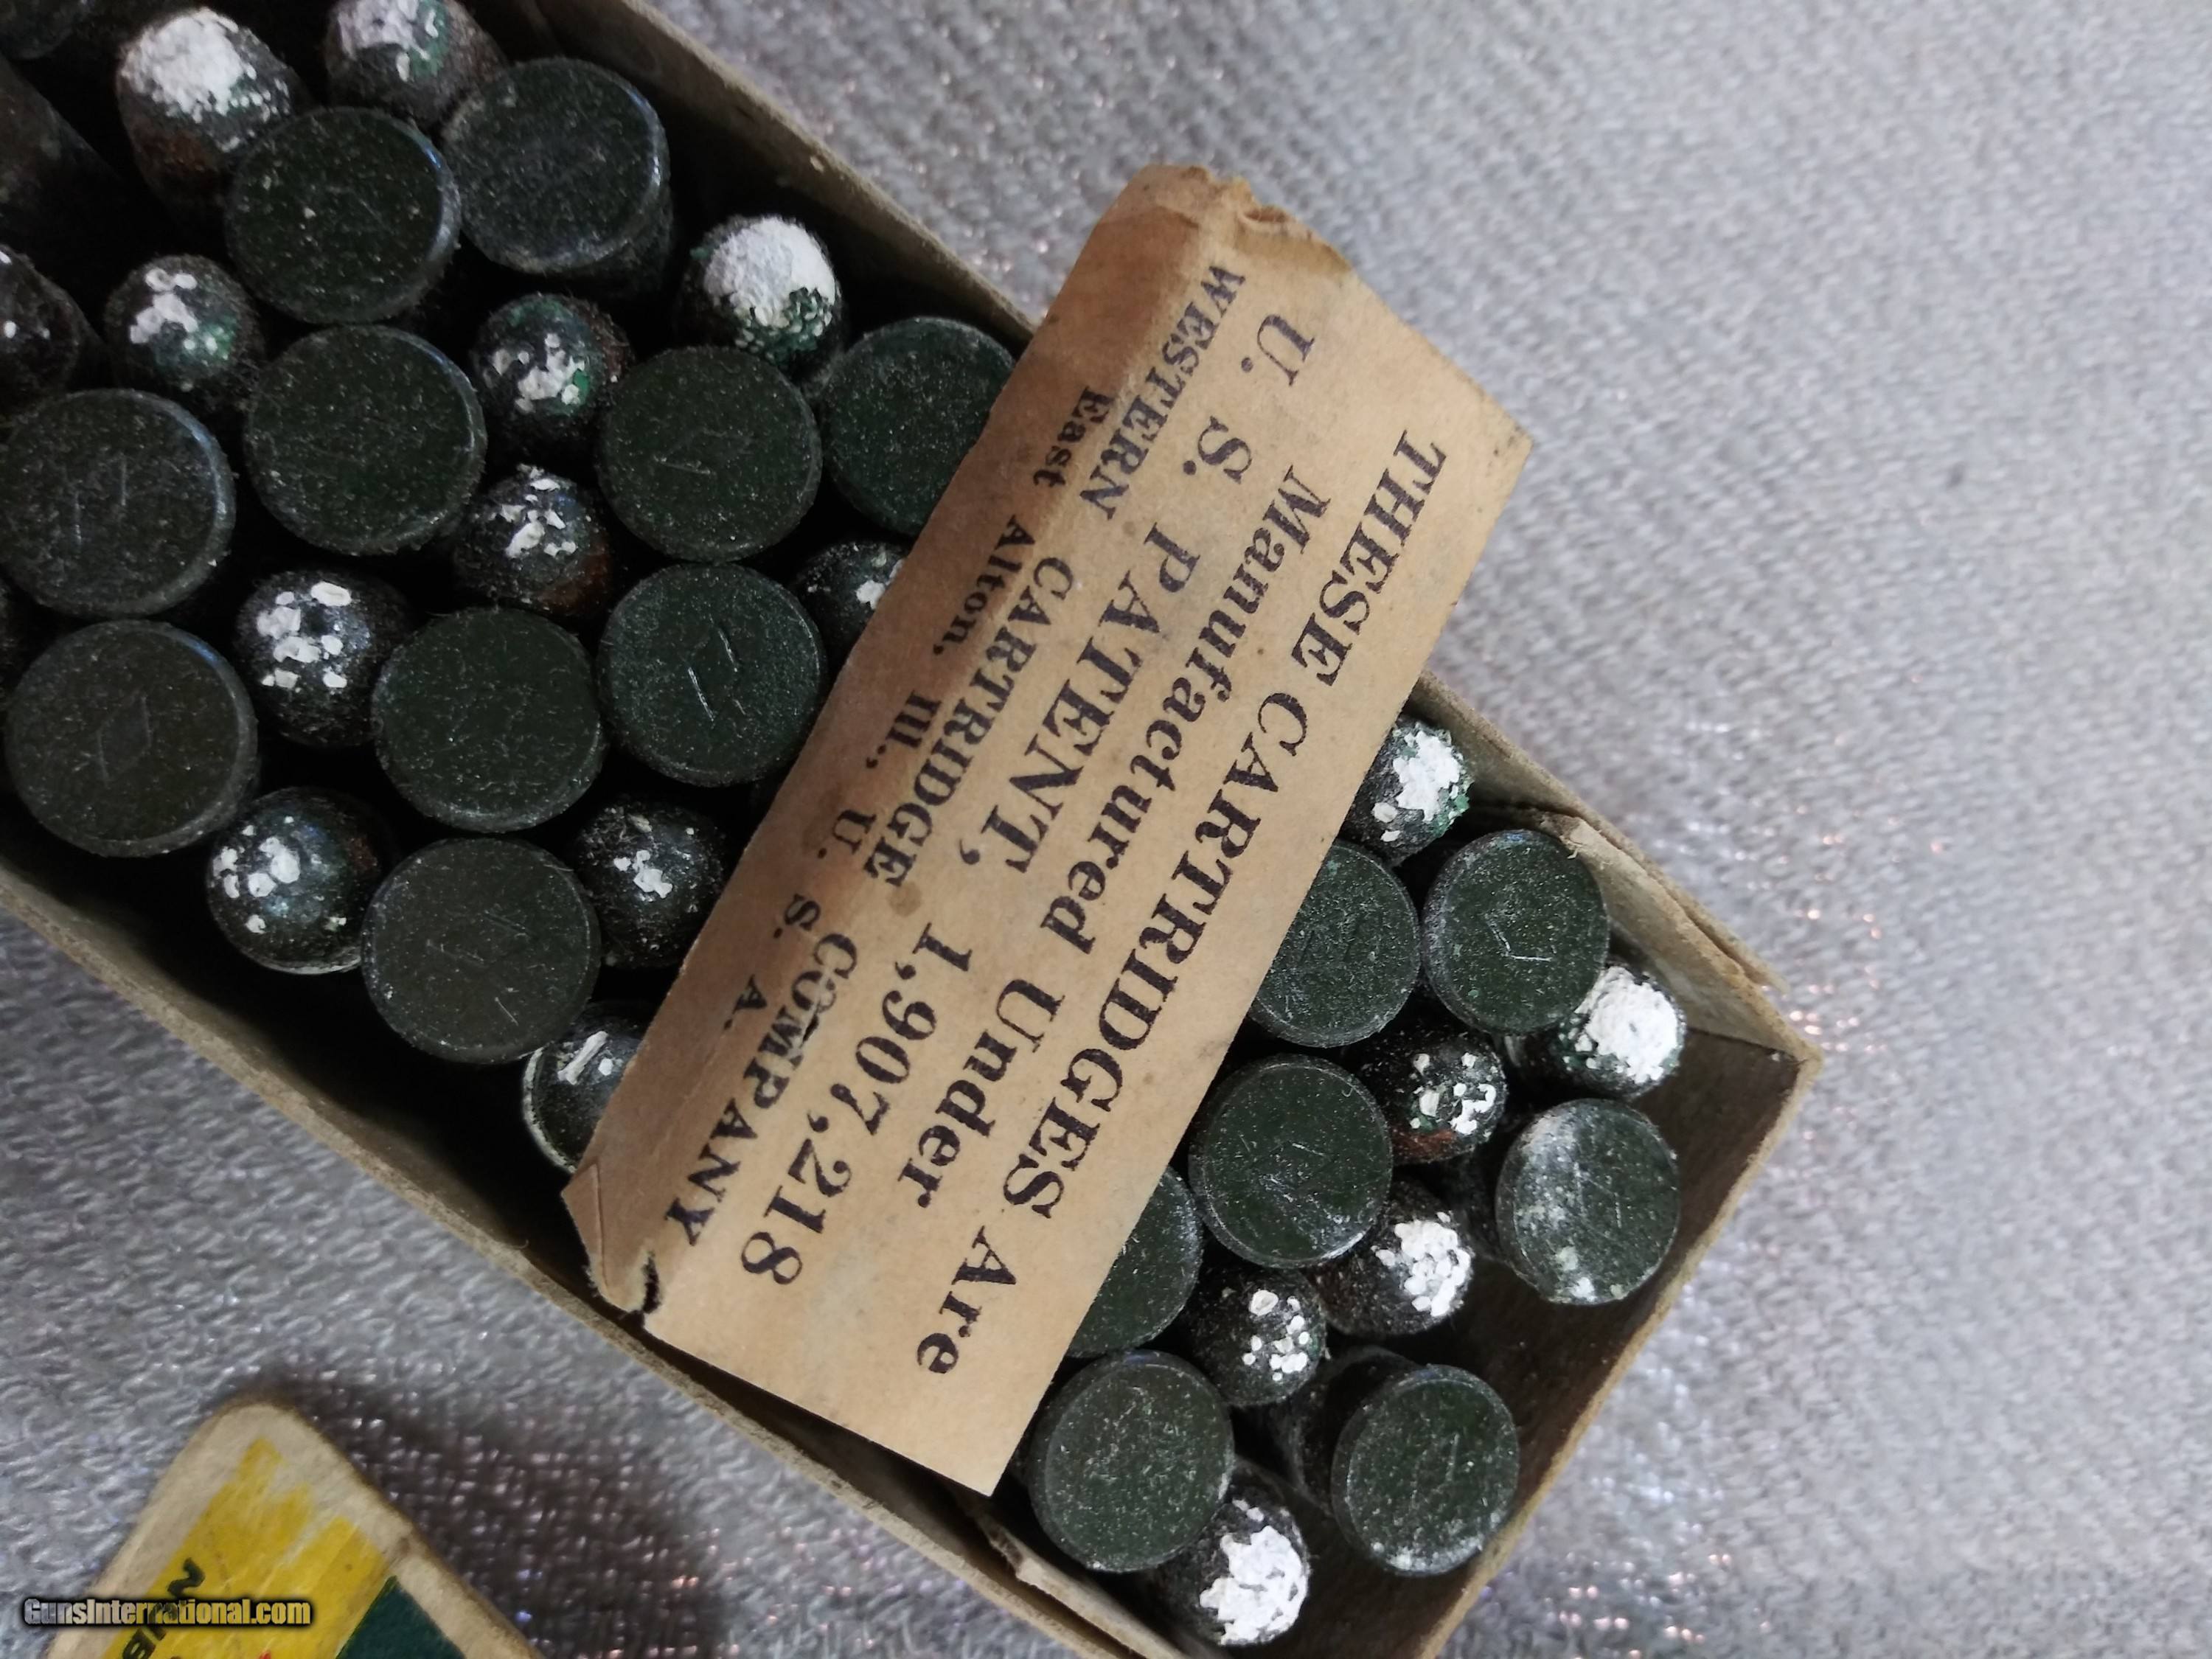 THESE CARTRIDGES Are
Manufactured Under
U. S. PATENT, 1,907,218
WESTERN CARTRIDGE COMPANY
East Alton, Ill., U. S. A.
GunsInternational.com